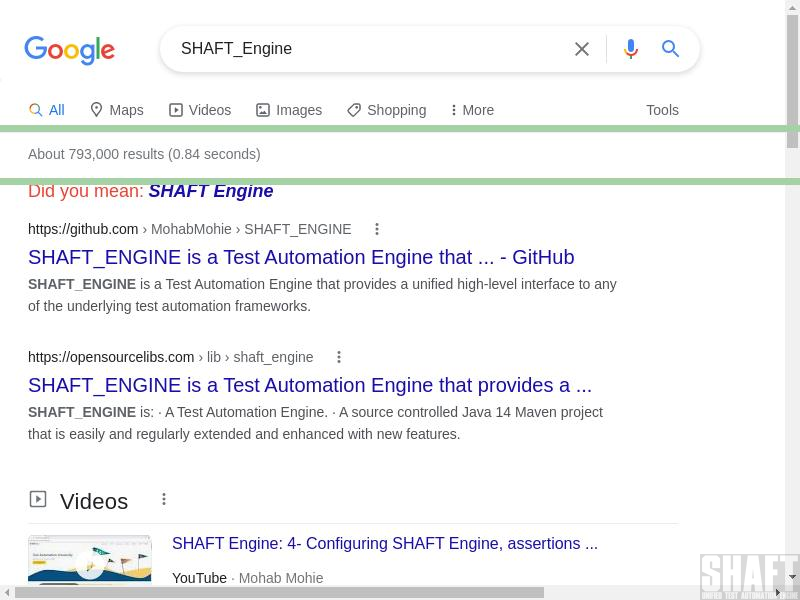 Google
SHAFT_Engine
All
Maps
Videos
Images
Shopping
More
Tools
About 793,000 results (0.84 seconds)
Did you mean: SHAFT Engine
https://github.com › MohabMohie › SHAFT_ENGINE
SHAFT_ENGINE is a Test Automation Engine that ... - GitHub
SHAFT_ENGINE is a Test Automation Engine that provides a unified high-level interface to any
of the underlying test automation frameworks.
https://opensourcelibs.com › lib › shaft_engine
SHAFT_ENGINE is a Test Automation Engine that provides a ...
SHAFT_ENGINE is: · A Test Automation Engine. · A source controlled Java 14 Maven project
that is easily and regularly extended and enhanced with new features.
Videos
SHAFT Engine: 4- Configuring SHAFT Engine, assertions ...
YouTube · Mohab Mohie
SHAFT
UNIFIED TEST AUTOMATION ENGINE